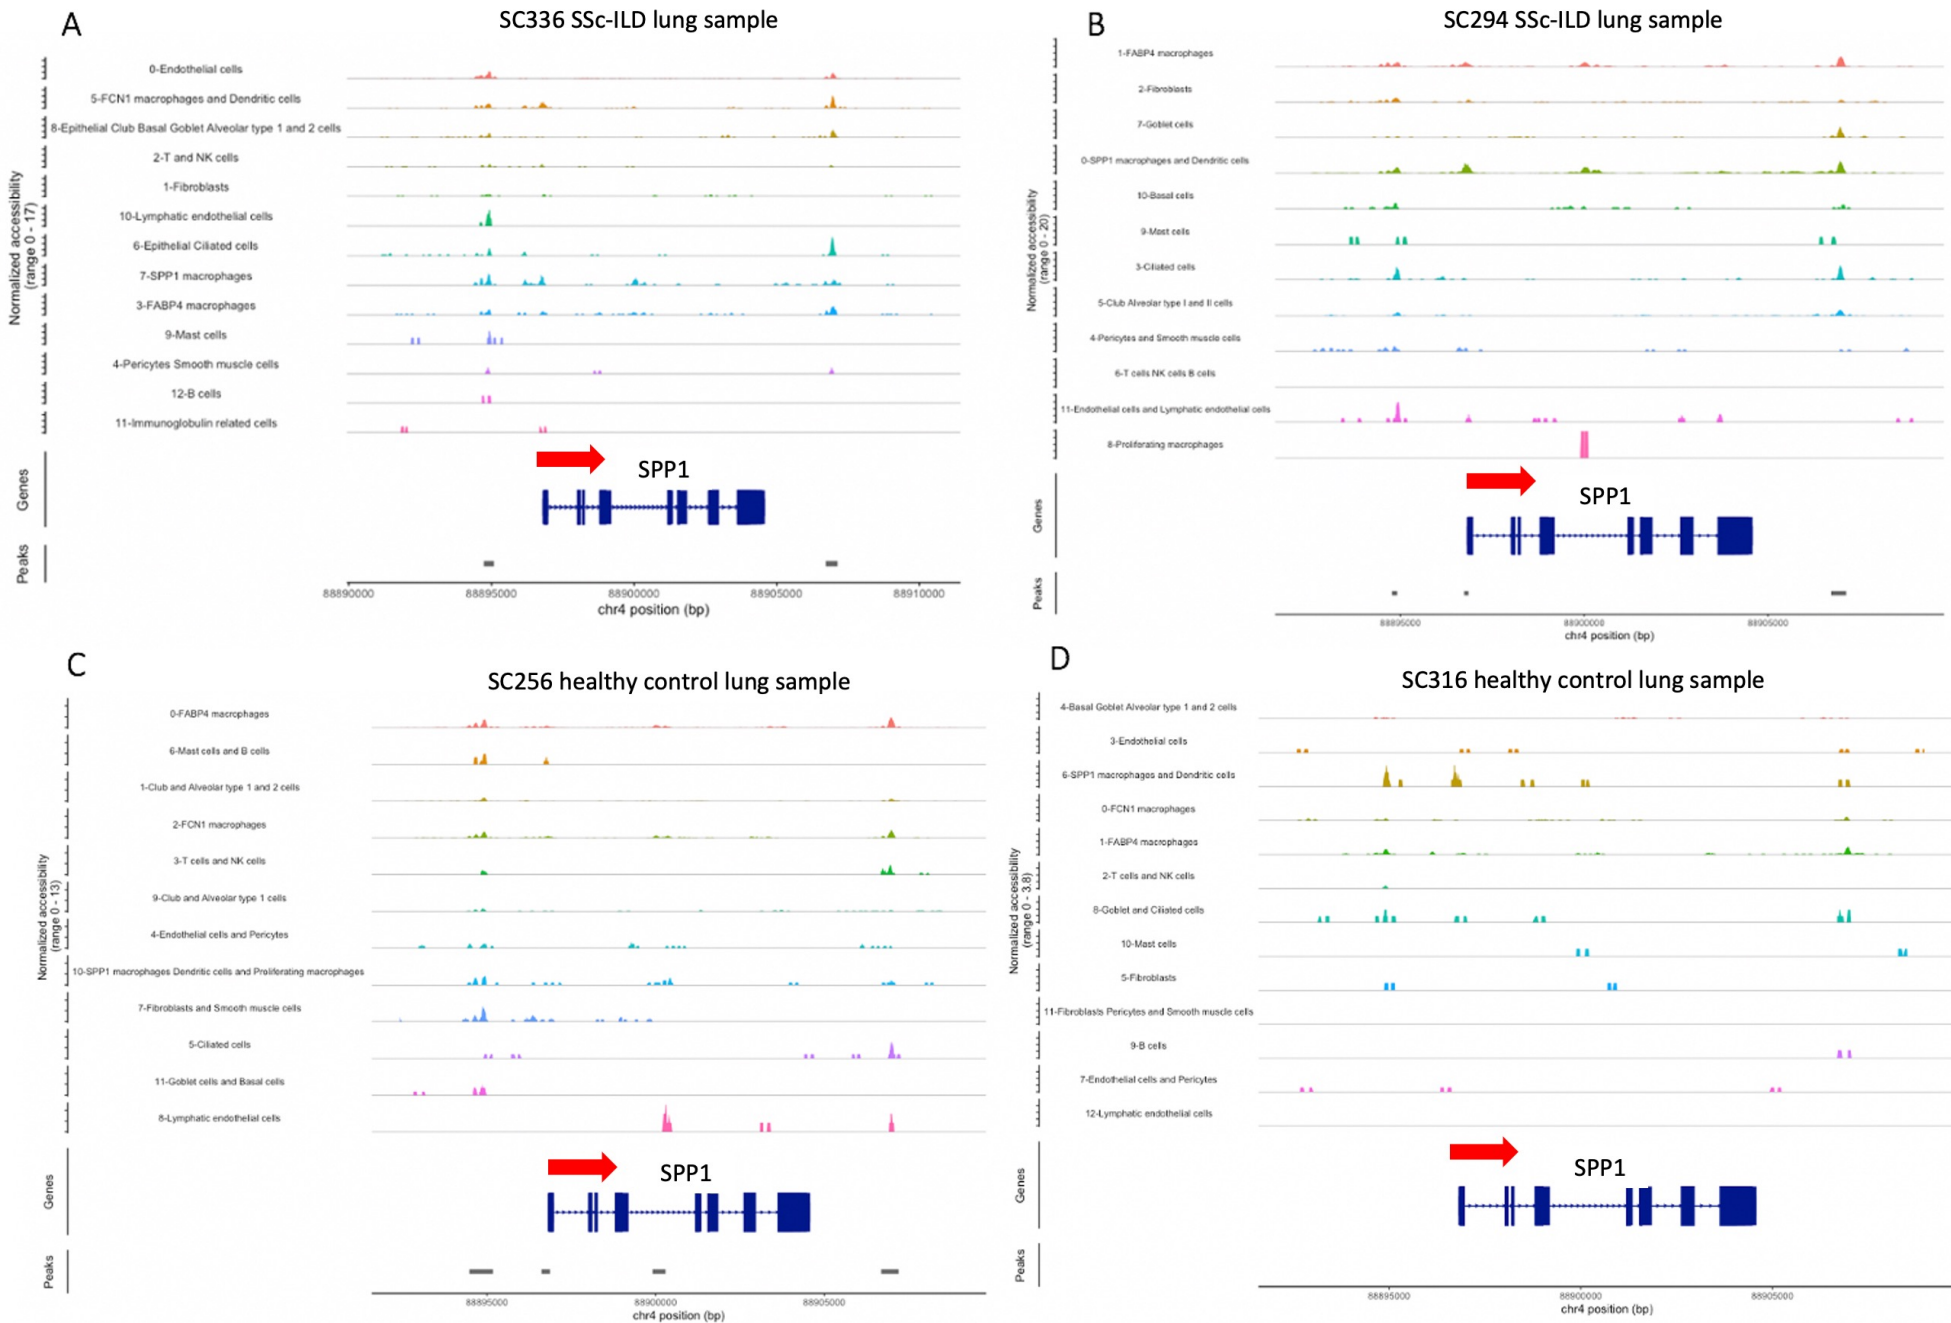 A
SC336 SSc-ILD lung sample
0-Endothelial cells
5-FCN1 macrophages and Dendritic cells
8-Epithelial Club Basal Goblet Alveolar type 1 and 2 cells
2-T and NK cells
1-Fibroblasts
10-Lymphatic endothelial cells
6-Epithelial Ciliated cells
7-SPP1 macrophages
3-FABP4 macrophages
9-Mast cells
4-Pericytes Smooth muscle cells
12-B cells
11-Immunoglobulin related cells
Normalized accessibility
(range 0 - 17)
SPP1
Genes
Peaks
88890000 88895000 88900000 88905000 88910000
chr4 position (bp)
B
SC294 SSc-ILD lung sample
1-FABP4 macrophages
2-Fibroblasts
7-Goblet cells
0-SPP1 macrophages and Dendritic cells
10-Basal cells
9-Mast cells
3-Ciliated cells
5-Club Alveolar type I and II cells
4-Pericytes and Smooth muscle cells
6-T cells NK cells B cells
11-Endothelial cells and Lymphatic endothelial cells
8-Proliferating macrophages
Normalized accessibility
(range 0 - 20)
SPP1
Genes
Peaks
88895000 88900000 88905000
chr4 position (bp)
C
SC256 healthy control lung sample
0-FABP4 macrophages
6-Mast cells and B cells
1-Club and Alveolar type 1 and 2 cells
2-FCN1 macrophages
3-T cells and NK cells
9-Club and Alveolar type 1 cells
4-Endothelial cells and Pericytes
10-SPP1 macrophages Dendritic cells and Proliferating macrophages
7-Fibroblasts and Smooth muscle cells
5-Ciliated cells
11-Goblet cells and Basal cells
8-Lymphatic endothelial cells
Normalized accessibility
(range 0 - 13)
SPP1
Genes
Peaks
88895000 88900000 88905000
chr4 position (bp)
D
SC316 healthy control lung sample
4-Basal Goblet Alveolar type 1 and 2 cells
3-Endothelial cells
6-SPP1 macrophages and Dendritic cells
0-FCN1 macrophages
1-FABP4 macrophages
2-T cells and NK cells
8-Goblet and Ciliated cells
10-Mast cells
5-Fibroblasts
11-Fibroblasts Pericytes and Smooth muscle cells
9-B cells
7-Endothelial cells and Pericytes
12-Lymphatic endothelial cells
Normalized accessibility
(range 0 - 3.8)
SPP1
Genes
Peaks
88895000 88900000 88905000
chr4 position (bp)